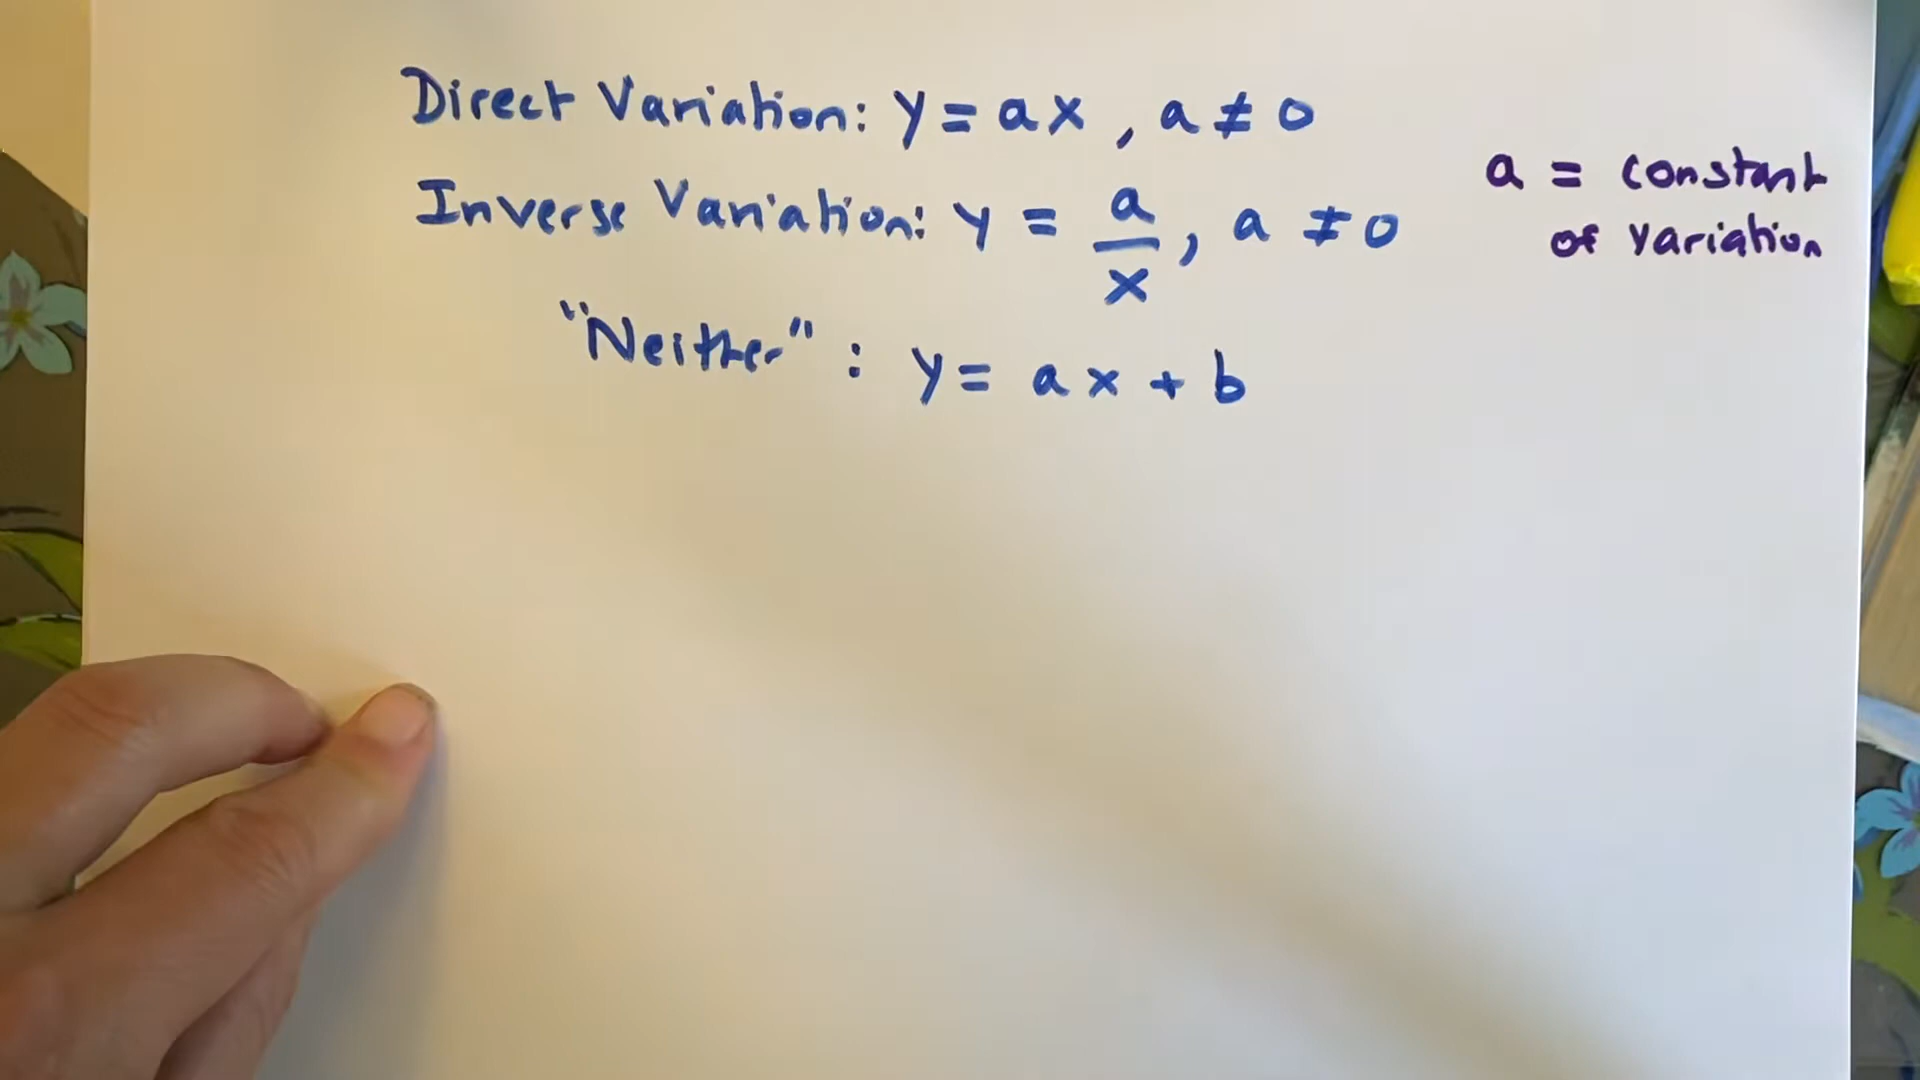 Direct Variation: y = ax , a ≠ 0
Inverse Variation: y = a/x, a ≠ 0
"Neither" : y = ax + b
a = constant
of variation